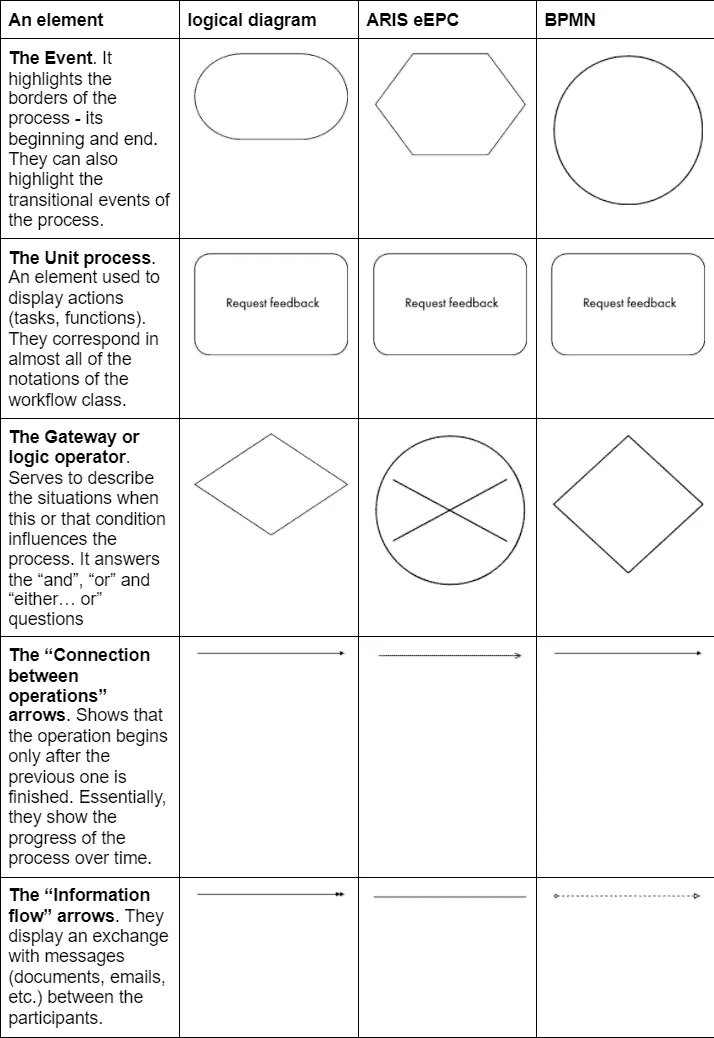 An element
logical diagram
ARIS eEPC
BPMN
The Event. It
highlights the
borders of the
process - its
beginning and end.
They can also
highlight the
transitional events of
the process.
The Unit process.
An element used to
display actions
(tasks, functions).
They correspond in
almost all of the
notations of the
workflow class.
Request feedback
Request feedback
Request feedback
The Gateway or
logic operator.
Serves to describe
the situations when
this or that condition
influences the
process. It answers
the “and”, “or” and
“either… or”
questions
The “Connection
between
operations”
arrows. Shows that
the operation begins
only after the
previous one is
finished. Essentially,
they show the
progress of the
process over time.
The “Information
flow” arrows. They
display an exchange
with messages
(documents, emails,
etc.) between the
participants.